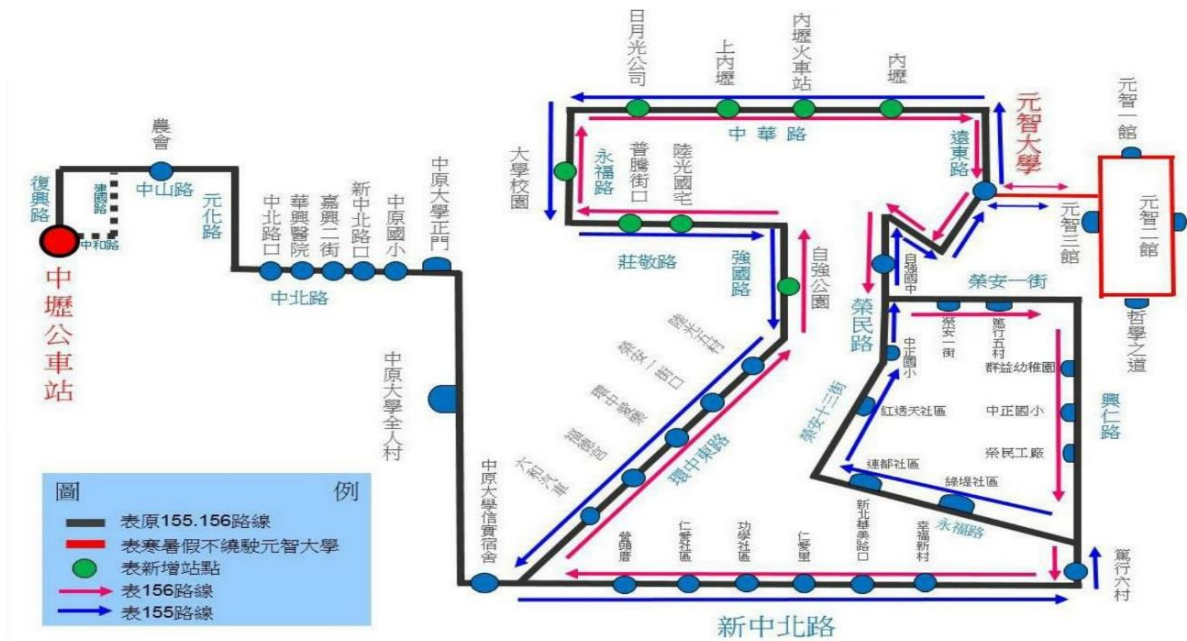 日月光公司
上內壢
內壢火車站
內壢
元智大學
元智一館
中華路
遠東路
大學校園
永福路
普騰街口
陸光國宅
元智三館
元智二館
哲學之道
莊敬路
強國路
自強公園
農會
中山路
復興路
建國路
中和路
元化路
中壢公車站
中北路口
華興醫院
嘉興二街
新中北路口
中原國小
中原大學正門
中北路
中原大學全人村
中原大學信實宿舍
陸光五村
榮安一街口
環中愛樂
福德宮
六和汽車
環中東路
自強國中
榮民路
榮安一街
榮安一街
篤行五村
群益幼稚園
中正國小
榮民工廠
興仁路
中正國小
紅透天社區
榮安十三街
連都社區
綠堤社區
永福路
篤行六村
營頭厝
仁愛社區
功學社區
仁愛里
新北華美路口
幸福新村
新中北路
圖 例
表原155.156路線
表寒暑假不繞駛元智大學
表新增站點
表156路線
表155路線